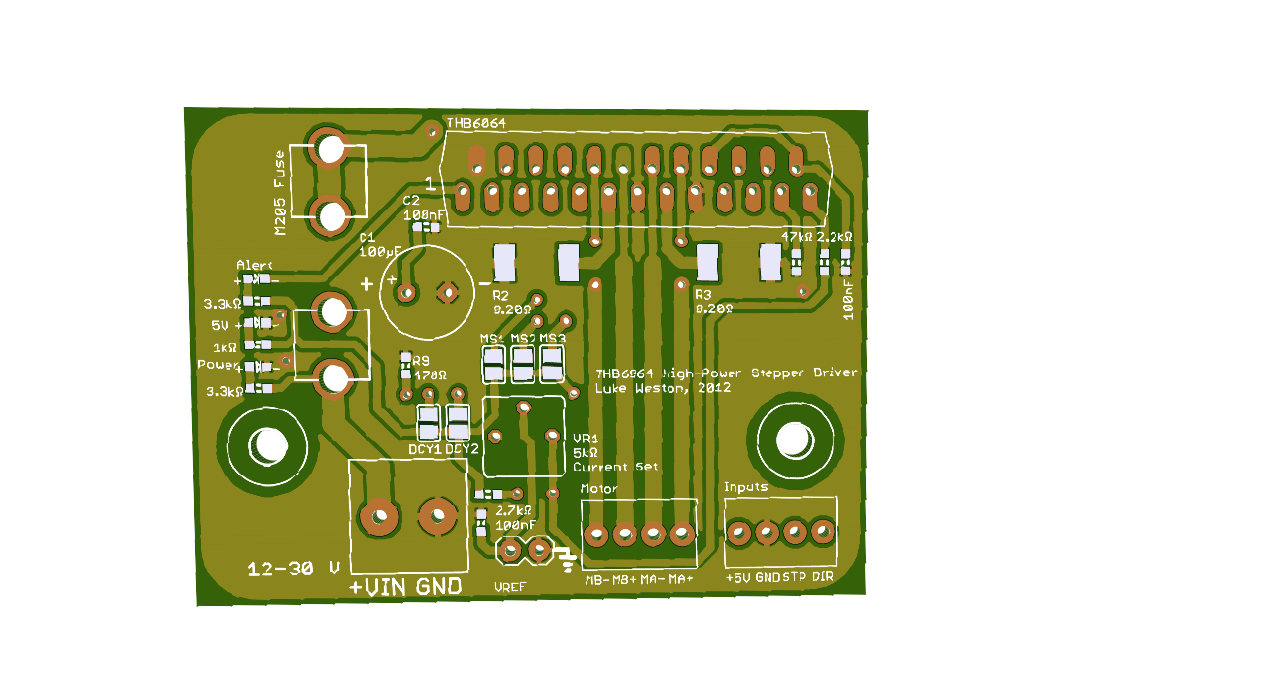 THB6064
M205 Fuse
1
C2
100nF
C1
100µF
47kΩ 2.2kΩ
100nF
Alert
+ -
3.3kΩ
5V + -
1kΩ
Power + -
3.3kΩ
+ + -
R2
0.20Ω
R3
0.20Ω
MS1 MS2 MS3
R9
470Ω
THB6064 High-Power Stepper Driver
Luke Weston, 2012
DCY1 DCY2
VR1
5kΩ
Current Set
Motor
Inputs
2.7kΩ
100nF
12-30 V
+VIN GND
VREF
MB- MB+ MA- MA+
+5V GND STP DIR